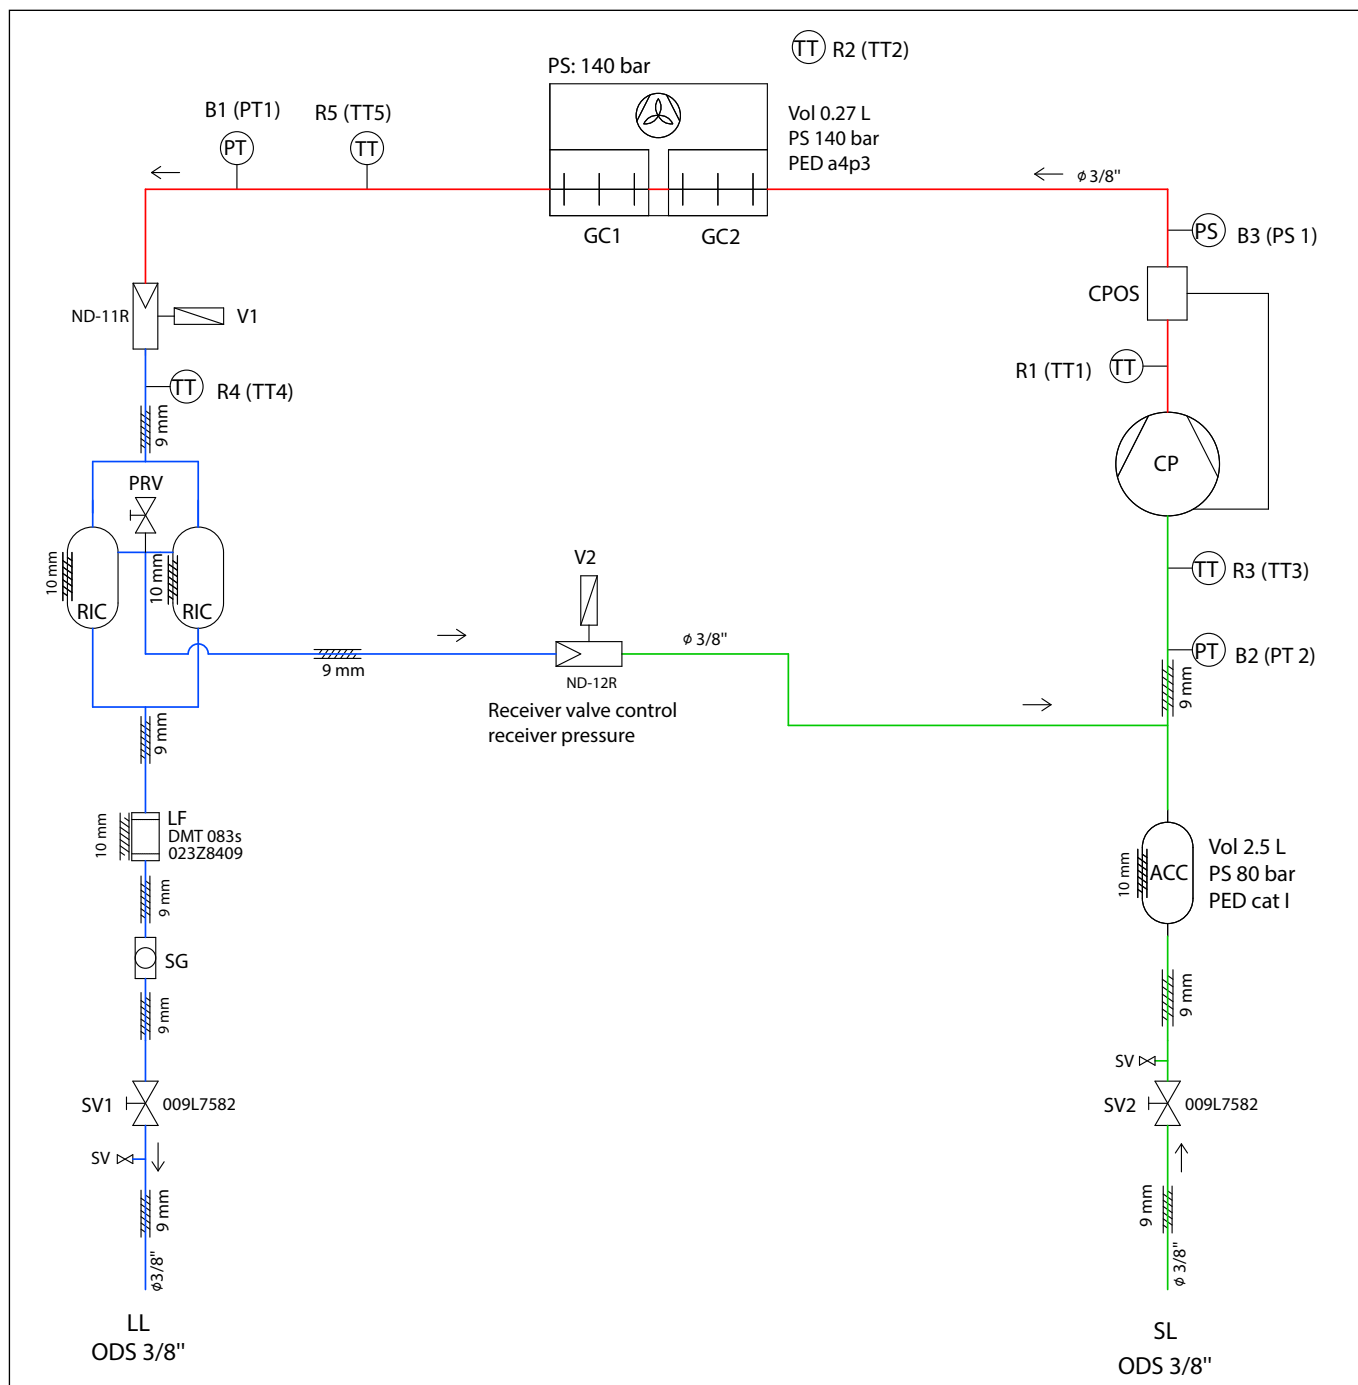 TT R2 (TT2)
PS: 140 bar
B1 (PT1)
R5 (TT5)
Vol 0.27 L
PS 140 bar
PED a4p3
PT
TT
ϕ 3/8"
GC1
GC2
PS B3 (PS 1)
CPOS
ND-11R
V1
R1 (TT1) TT
TT R4 (TT4)
9 mm
CP
PRV
10 mm
10 mm
RIC
RIC
V2
TT R3 (TT3)
ϕ 3/8"
PT B2 (PT 2)
9 mm
9 mm
ND-12R
Receiver valve control
receiver pressure
9 mm
LF
DMT 083s
023Z8409
10 mm
Vol 2.5 L
PS 80 bar
PED cat I
ACC
10 mm
9 mm
SG
9 mm
9 mm
SV
SV1
009L7582
SV2
009L7582
SV
9 mm
9 mm
ϕ3/8"
ϕ 3/8"
LL
ODS 3/8"
SL
ODS 3/8"